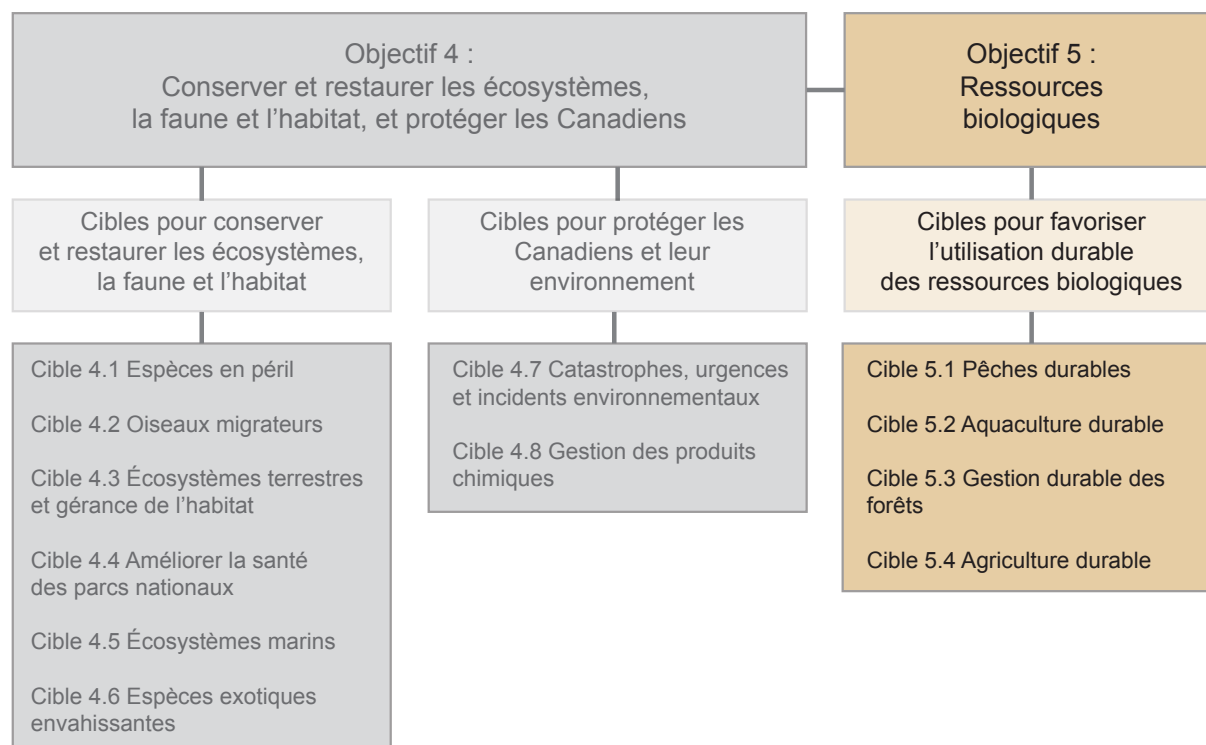 Objectif 4 :
Conserver et restaurer les écosystèmes,
la faune et l’habitat, et protéger les Canadiens
Objectif 5 :
Ressources
biologiques
Cibles pour conserver
et restaurer les écosystèmes,
la faune et l’habitat
Cibles pour protéger les
Canadiens et leur
environnement
Cibles pour favoriser
l’utilisation durable
des ressources biologiques
Cible 4.1 Espèces en péril
Cible 4.2 Oiseaux migrateurs
Cible 4.3 Écosystèmes terrestres
et gérance de l’habitat
Cible 4.4 Améliorer la santé
des parcs nationaux
Cible 4.5 Écosystèmes marins
Cible 4.6 Espèces exotiques
envahissantes
Cible 4.7 Catastrophes, urgences
et incidents environnementaux
Cible 4.8 Gestion des produits
chimiques
Cible 5.1 Pêches durables
Cible 5.2 Aquaculture durable
Cible 5.3 Gestion durable des
forêts
Cible 5.4 Agriculture durable